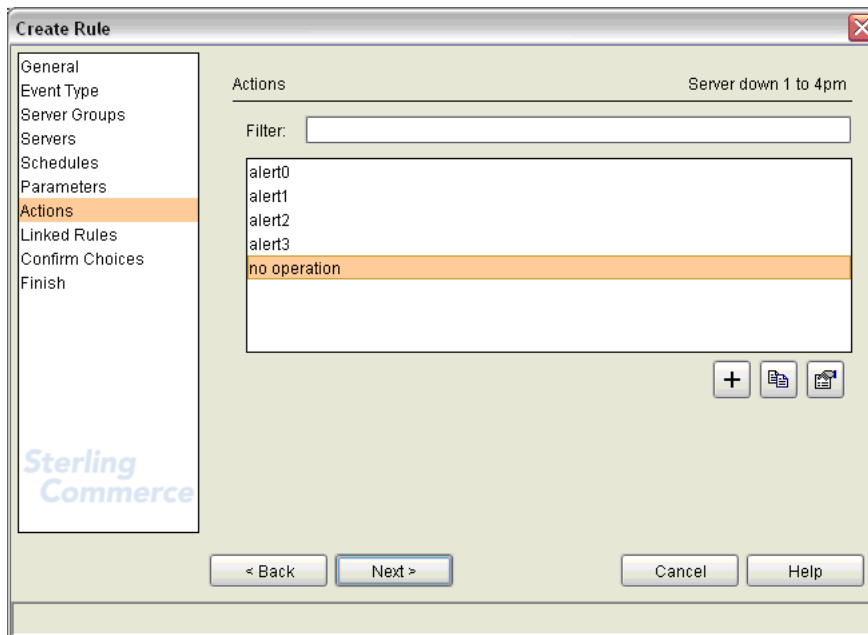 Create Rule
General
Event Type
Server Groups
Servers
Schedules
Parameters
Actions
Linked Rules
Confirm Choices
Finish
Sterling
Commerce
Actions
Server down 1 to 4pm
Filter:
alert0
alert1
alert2
alert3
no operation
< Back
Next >
Cancel
Help